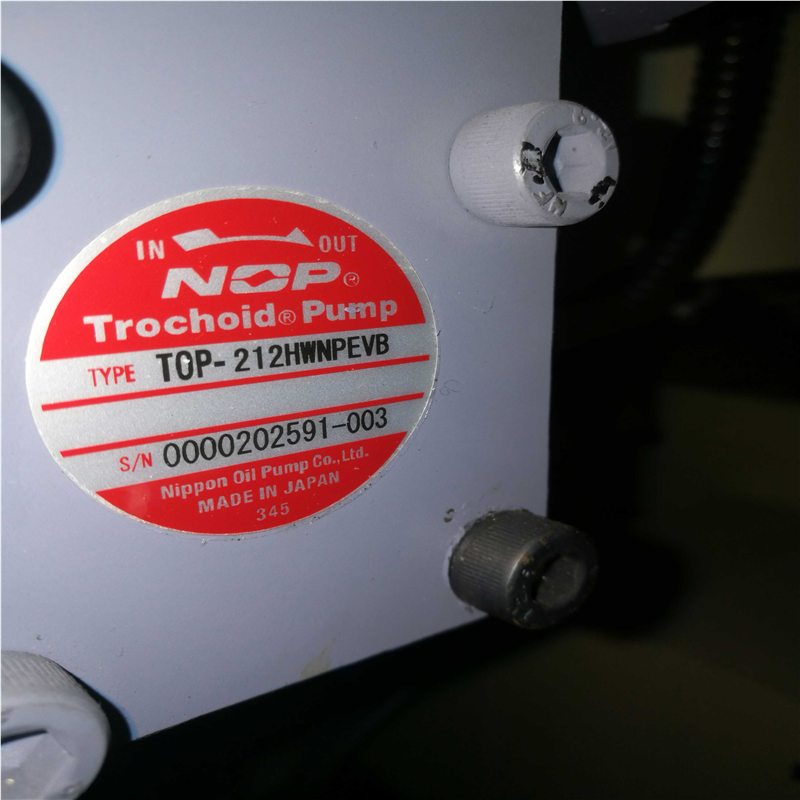 IN OUT
NOP®
Trochoid® Pump
TYPE TOP-212HWNPEVB
S/N 0000202591-003
Nippon Oil Pump Co.,Ltd.
MADE IN JAPAN
345